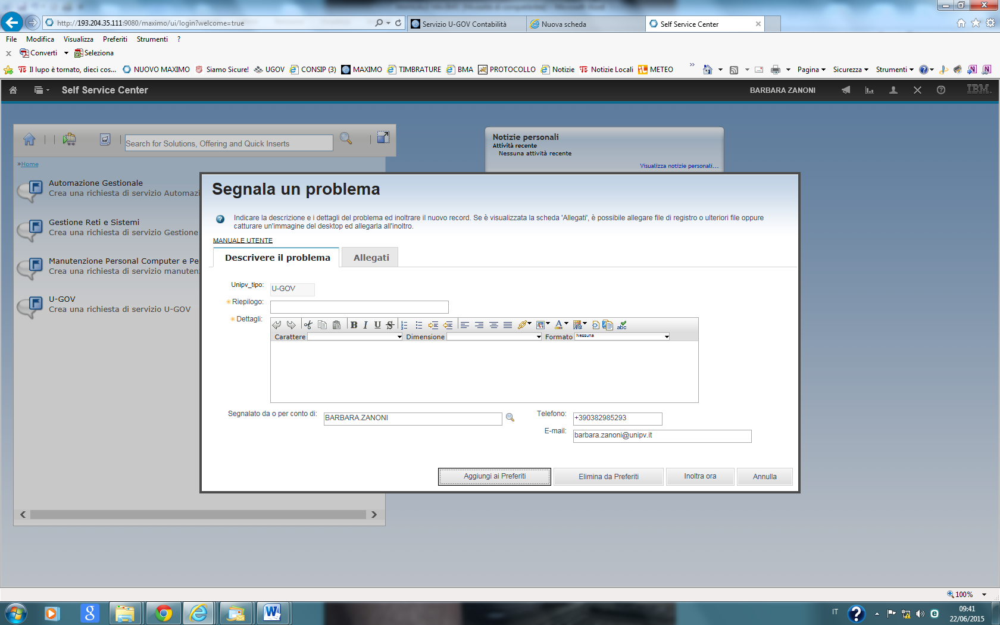 http://193.204.35.111:9080/maximo/ui/login?welcome=true
Servizio U-GOV Contabilità
Nuova scheda
Self Service Center
File Modifica Visualizza Preferiti Strumenti ?
Converti Seleziona
Il lupo è tornato, dieci cos... NUOVO MAXIMO Siamo Sicure! UGOV CONSIP (3) MAXIMO TIMBRATURE BMA PROTOCOLLO Notizie Notizie Locali METEO Pagina Sicurezza Strumenti
Self Service Center BARBARA ZANONI IBM.
Search for Solutions, Offering and Quick Inserts
»Home
Notizie personali
Attività recente
Nessuna attività recente
Visualizza notizie personali...
Automazione Gestionale
Crea una richiesta di servizio Automazi
Gestione Reti e Sistemi
Crea una richiesta di servizio Gestione
Manutenzione Personal Computer e Pe
Crea una richiesta di servizio manuten
U-GOV
Crea una richiesta di servizio U-GOV
Segnala un problema
Indicare la descrizione e i dettagli del problema ed inoltrare il nuovo record. Se è visualizzata la scheda 'Allegati', è possibile allegare file di registro o ulteriori file oppure
catturare un'immagine del desktop ed allegarla all'inoltro.
MANUALE UTENTE
Descrivere il problema Allegati
Unipv_tipo: U-GOV
Riepilogo:
Dettagli:
B I U S abc
Carattere Dimensione Formato Nessuna
Segnalato da o per conto di: BARBARA.ZANONI Telefono: +390382985293
E-mail: barbara.zanoni@unipv.it
Aggiungi ai Preferiti Elimina da Preferiti Inoltra ora Annulla
100%
IT
09:41
22/06/2015